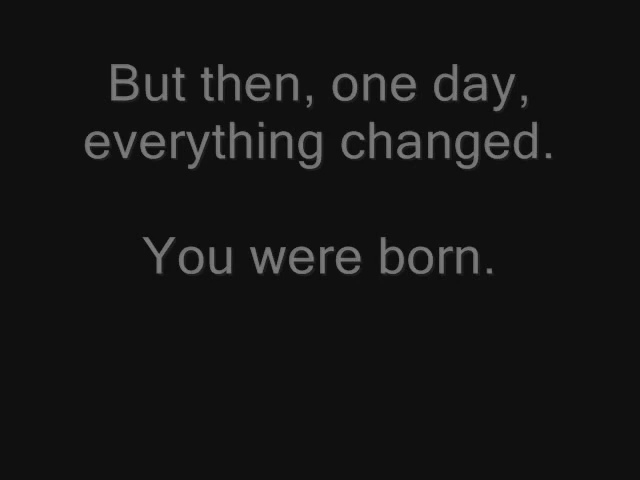 But then, one day,
everything changed.
You were born.